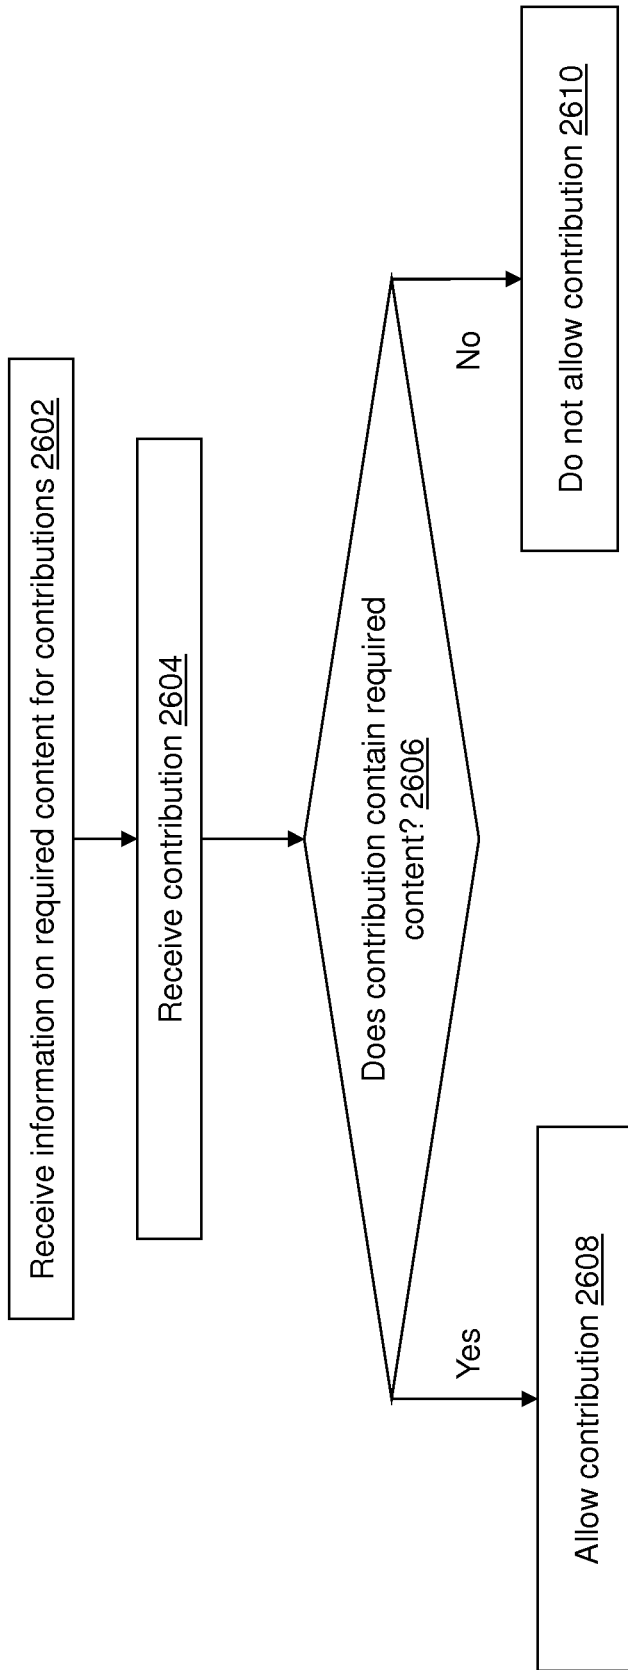 Receive information on required content for contributions 2602
Receive contribution 2604
Does contribution contain required
content? 2606
Yes
No
Allow contribution 2608
Do not allow contribution 2610